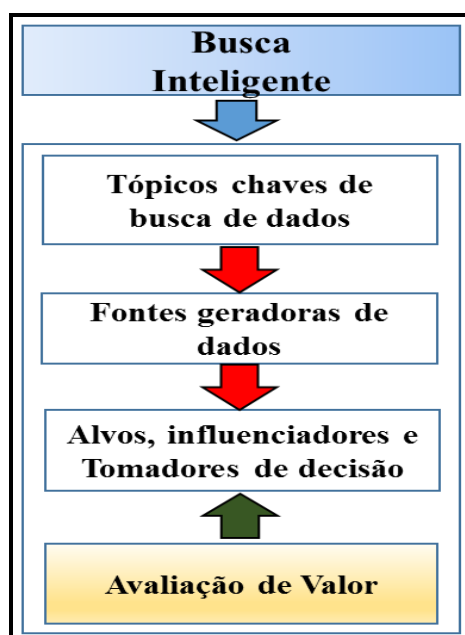 Busca
Inteligente
Tópicos chaves de
busca de dados
Fontes geradoras de
dados
Alvos, influenciadores e
Tomadores de decisão
Avaliação de Valor